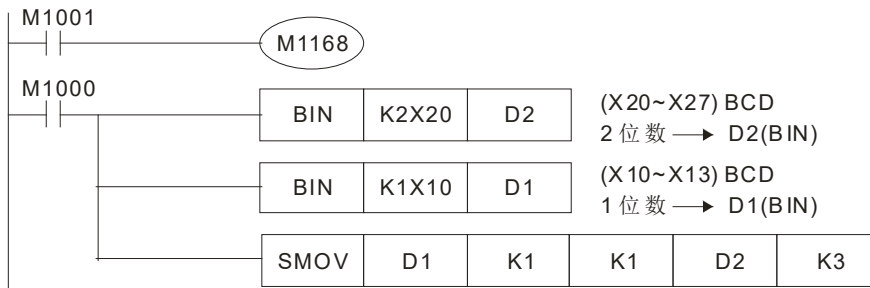 M1001
M1168
M1000
BIN K2X20 D2
(X20~X27) BCD
2 位数 → D2(BIN)
BIN K1X10 D1
(X10~X13) BCD
1 位数 → D1(BIN)
SMOV D1 K1 K1 D2 K3